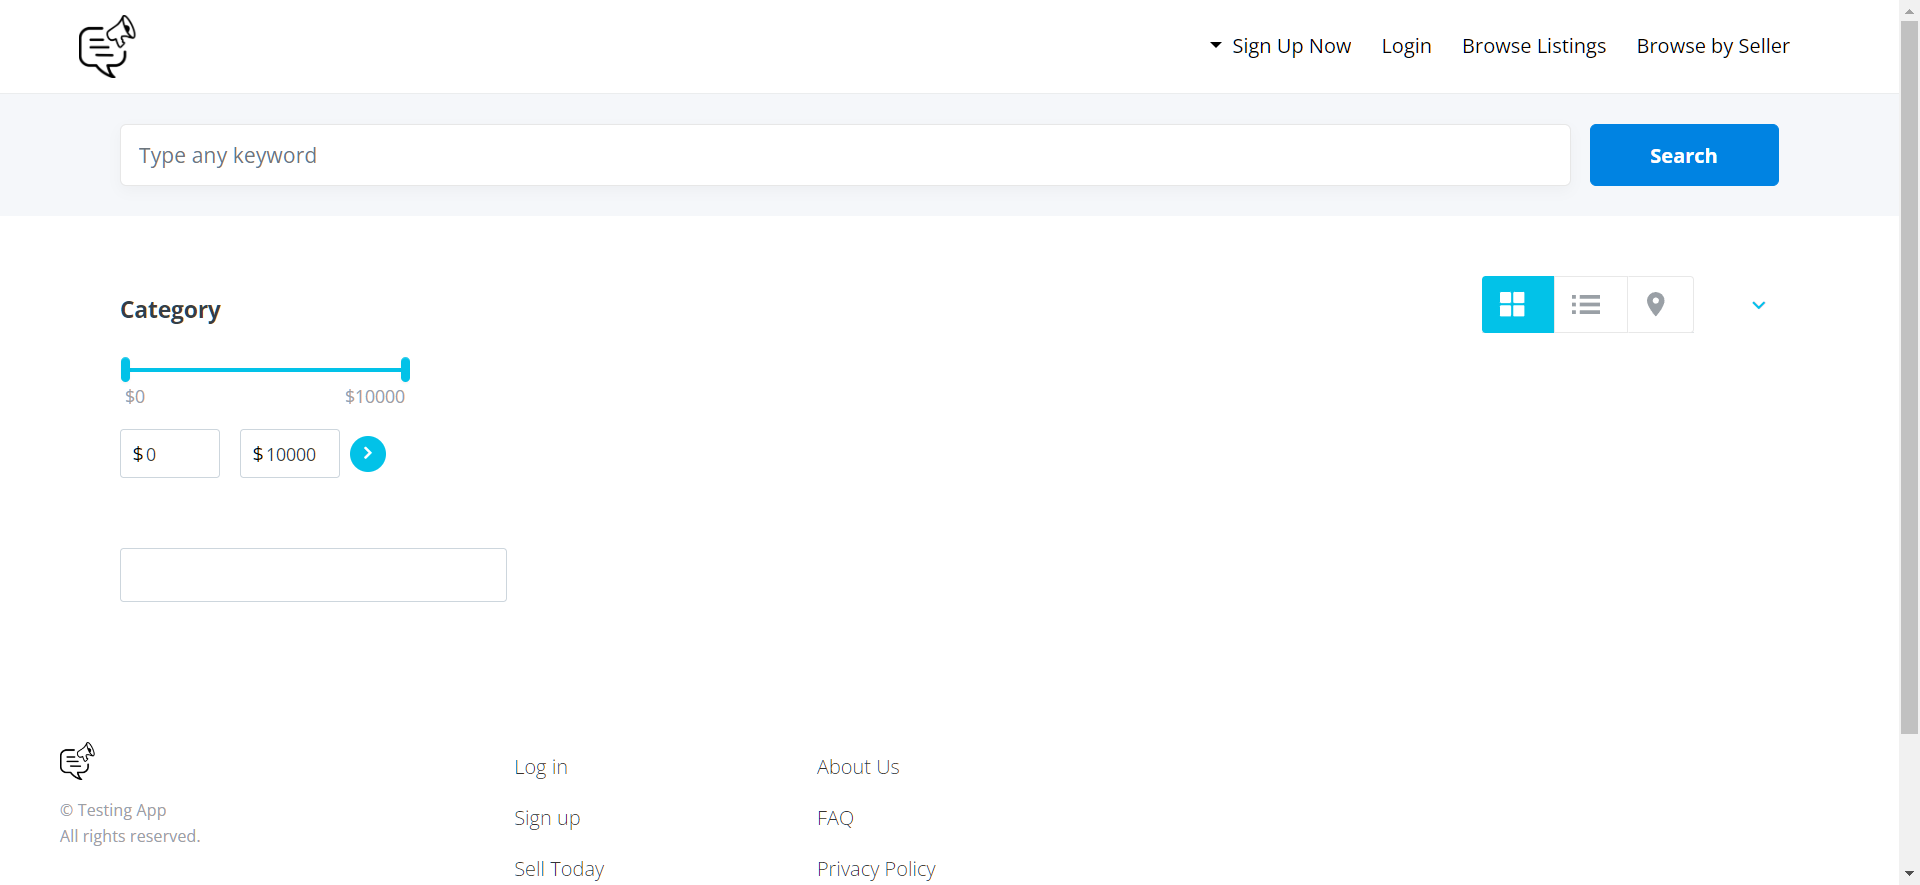 Sign Up Now Login Browse Listings Browse by Seller
Type any keyword Search
Category
$0 $10000
$0 $10000
Log in About Us
© Testing App
Sign up FAQ
All rights reserved.
Sell Today Privacy Policy